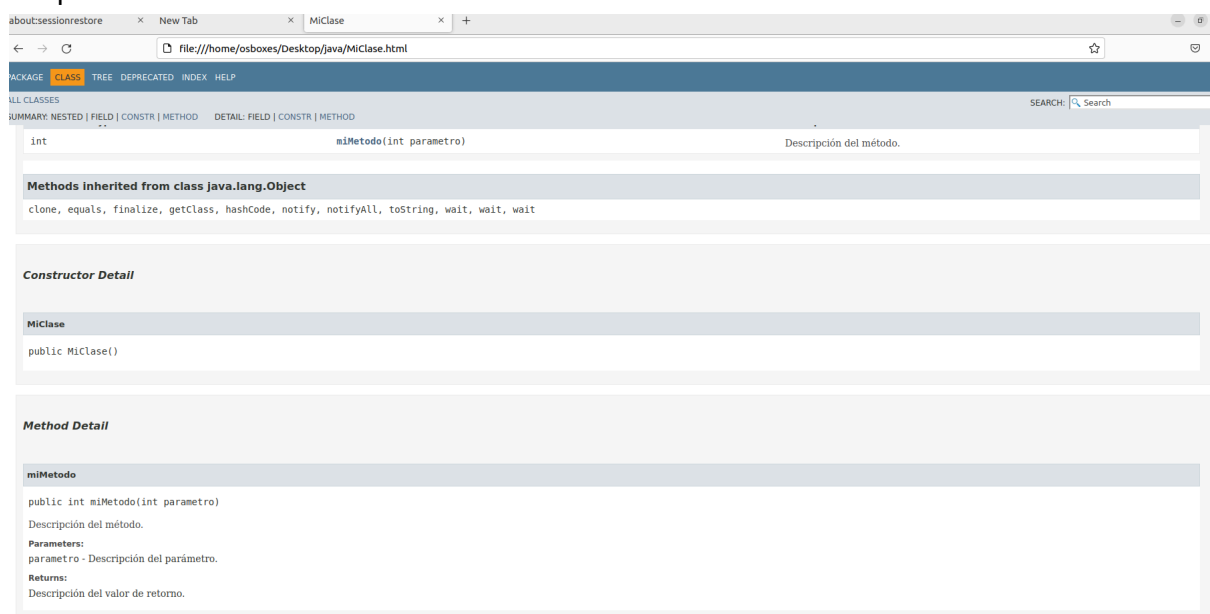 about:sessionrestore × New Tab × MiClase × +
file:///home/osboxes/Desktop/java/MiClase.html
PACKAGE CLASS TREE DEPRECATED INDEX HELP
ALL CLASSES SEARCH: Search
SUMMARY: NESTED | FIELD | CONSTR | METHOD DETAIL: FIELD | CONSTR | METHOD
int miMetodo(int parametro) Descripción del método.
Methods inherited from class java.lang.Object
clone, equals, finalize, getClass, hashCode, notify, notifyAll, toString, wait, wait, wait
Constructor Detail
MiClase
public MiClase()
Method Detail
miMetodo
public int miMetodo(int parametro)
Descripción del método.
Parameters:
parametro - Descripción del parámetro.
Returns:
Descripción del valor de retorno.